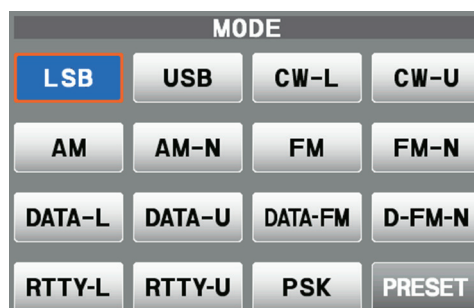 MODE
LSB USB CW-L CW-U
AM AM-N FM FM-N
DATA-L DATA-U DATA-FM D-FM-N
RTTY-L RTTY-U PSK PRESET